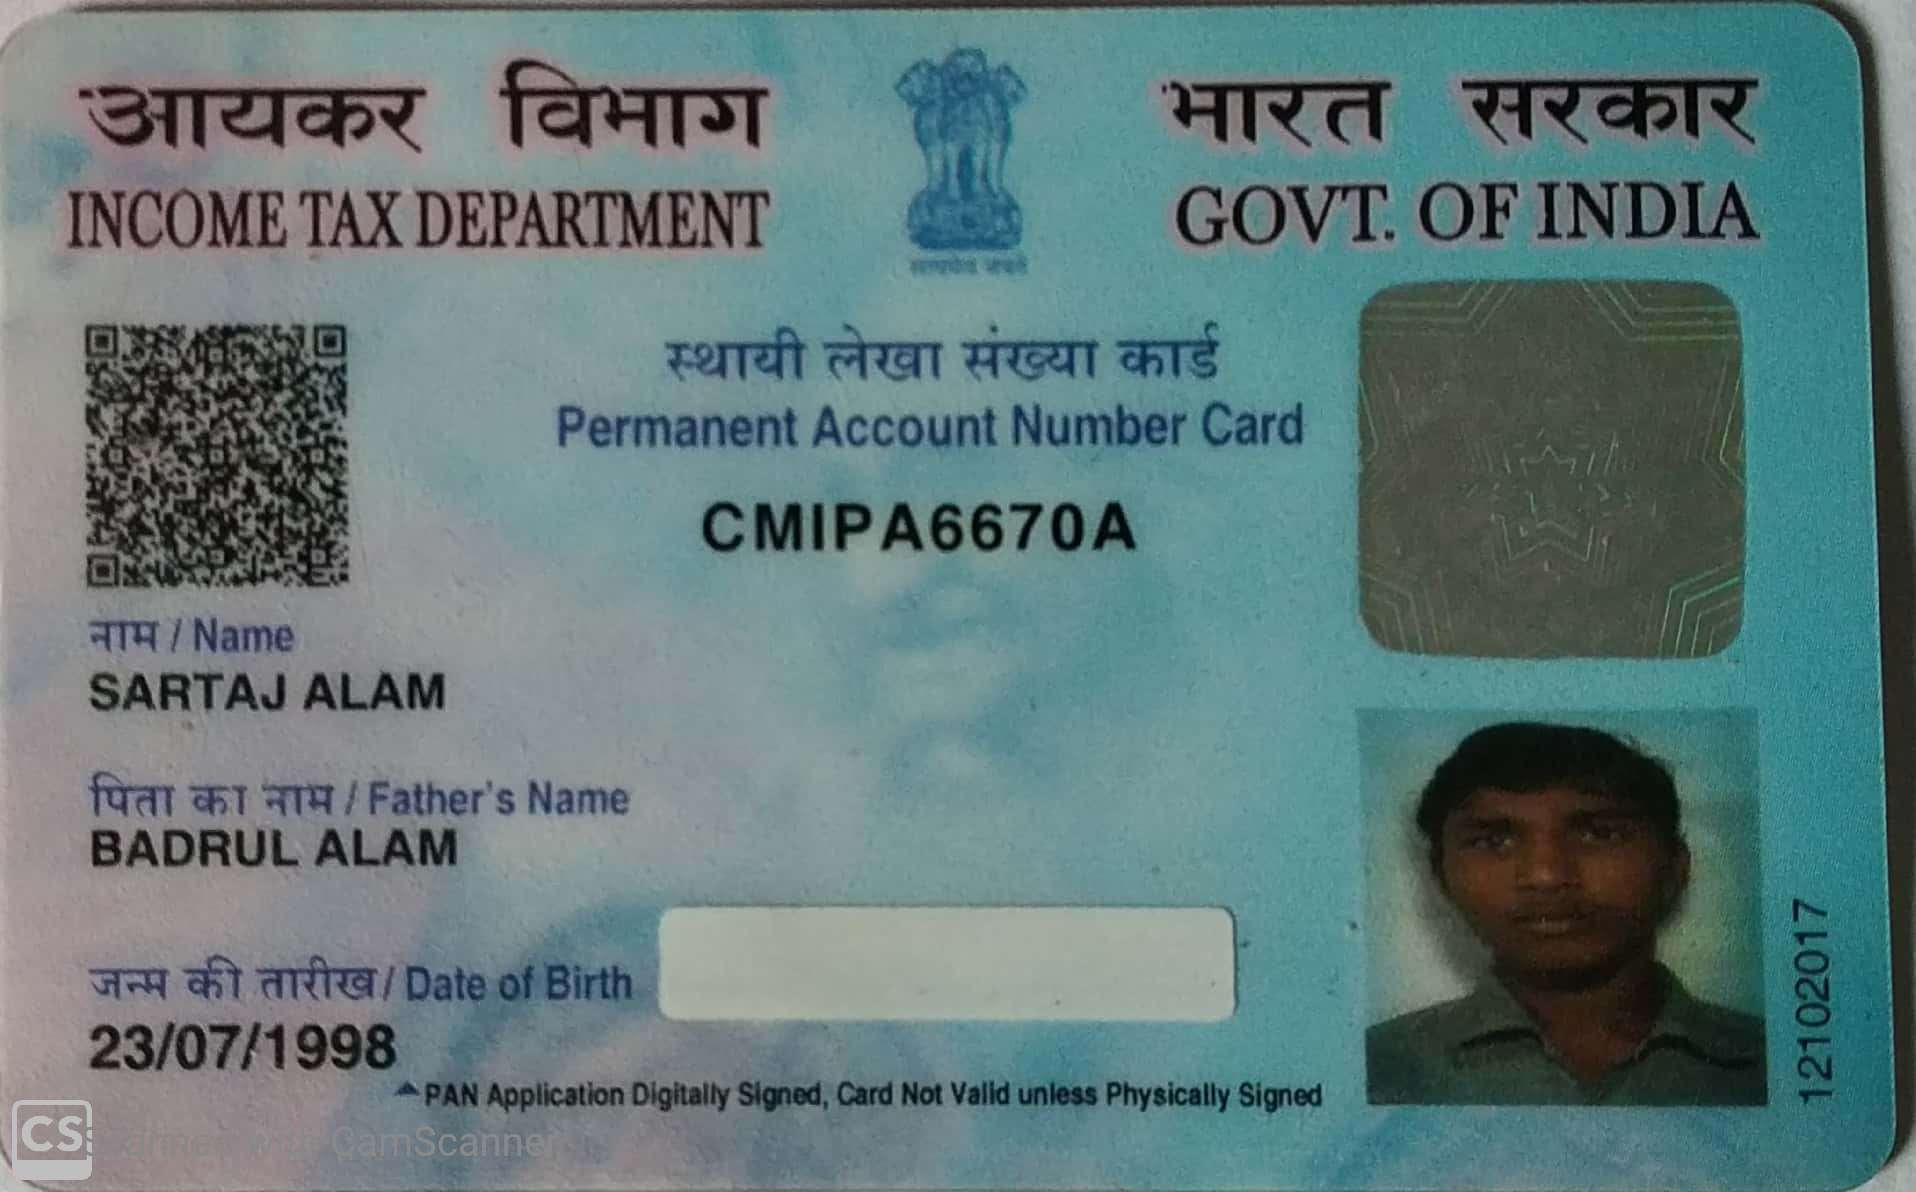 आयकर विभाग
INCOME TAX DEPARTMENT
सत्यमेव जयते
भारत सरकार
GOVT. OF INDIA
स्थायी लेखा संख्या कार्ड
Permanent Account Number Card
CMIPA6670A
नाम / Name
SARTAJ ALAM
पिता का नाम / Father's Name
BADRUL ALAM
जन्म की तारीख / Date of Birth
23/07/1998
PAN Application Digitally Signed, Card Not Valid unless Physically Signed
12102017
CS
CamScanner